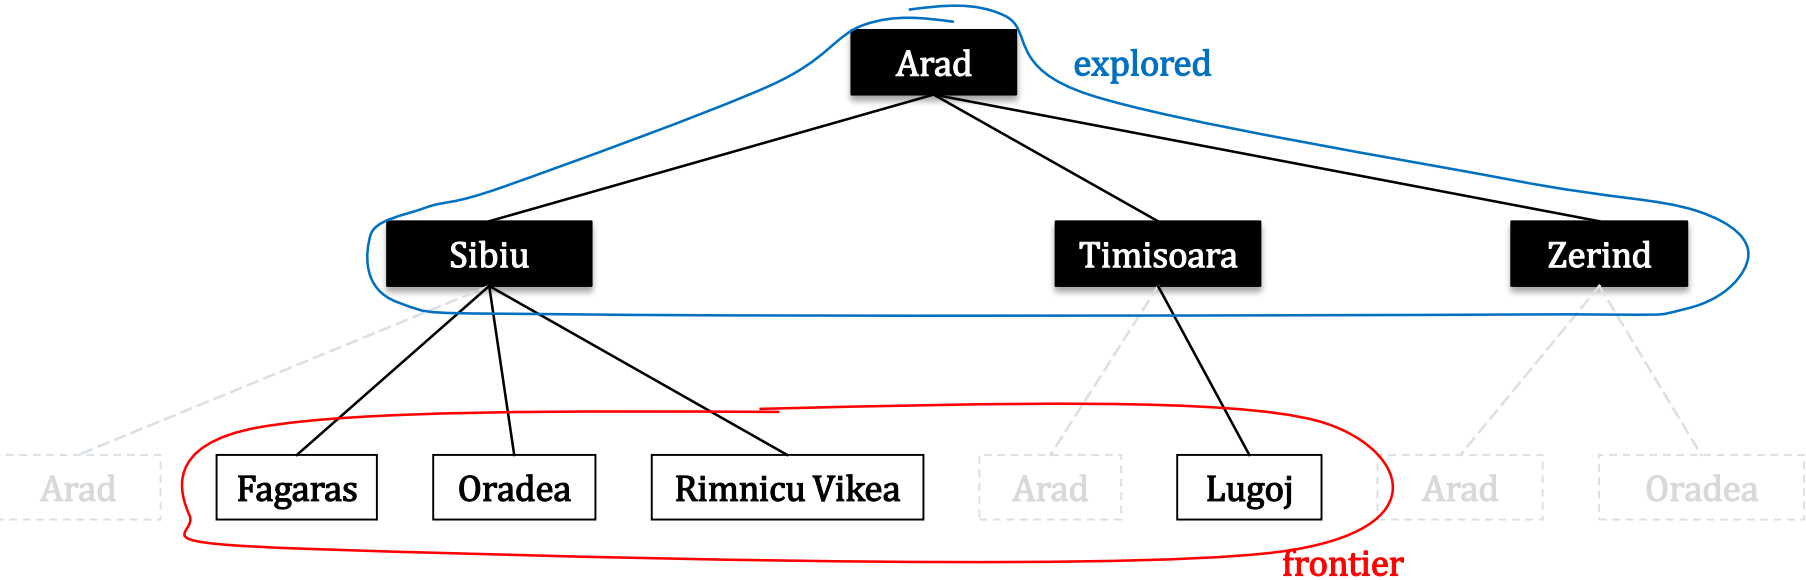 Arad
explored
Sibiu
Timisoara
Zerind
Arad
Fagaras
Oradea
Rimnicu Vikea
Arad
Lugoj
Arad
Oradea
frontier